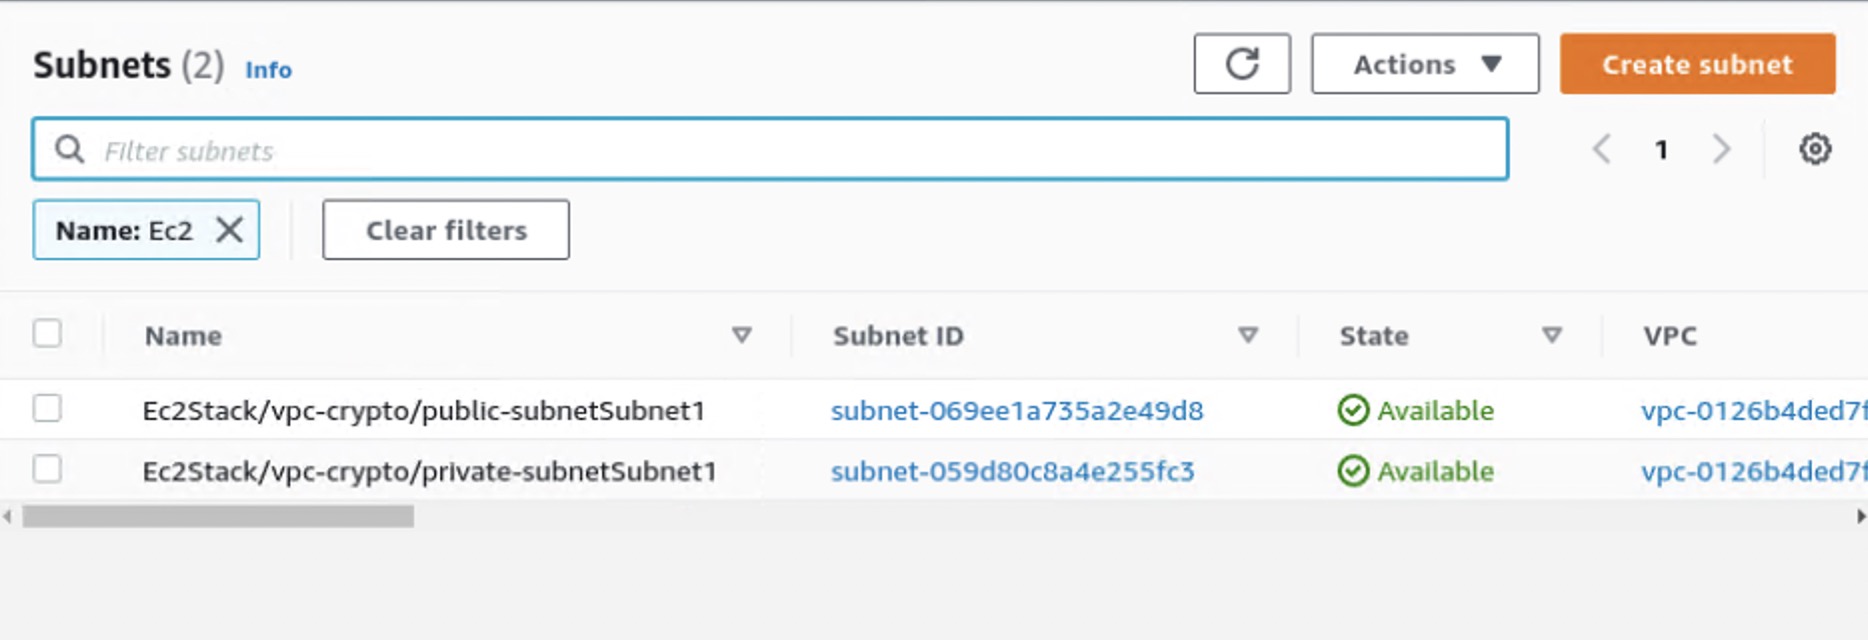 Subnets (2) Info
Actions
Create subnet
Filter subnets
1
Name: Ec2
Clear filters
Name Subnet ID State VPC
Ec2Stack/vpc-crypto/public-subnetSubnet1 subnet-069ee1a735a2e49d8 Available vpc-0126b4ded7f
Ec2Stack/vpc-crypto/private-subnetSubnet1 subnet-059d80c8a4e255fc3 Available vpc-0126b4ded7f